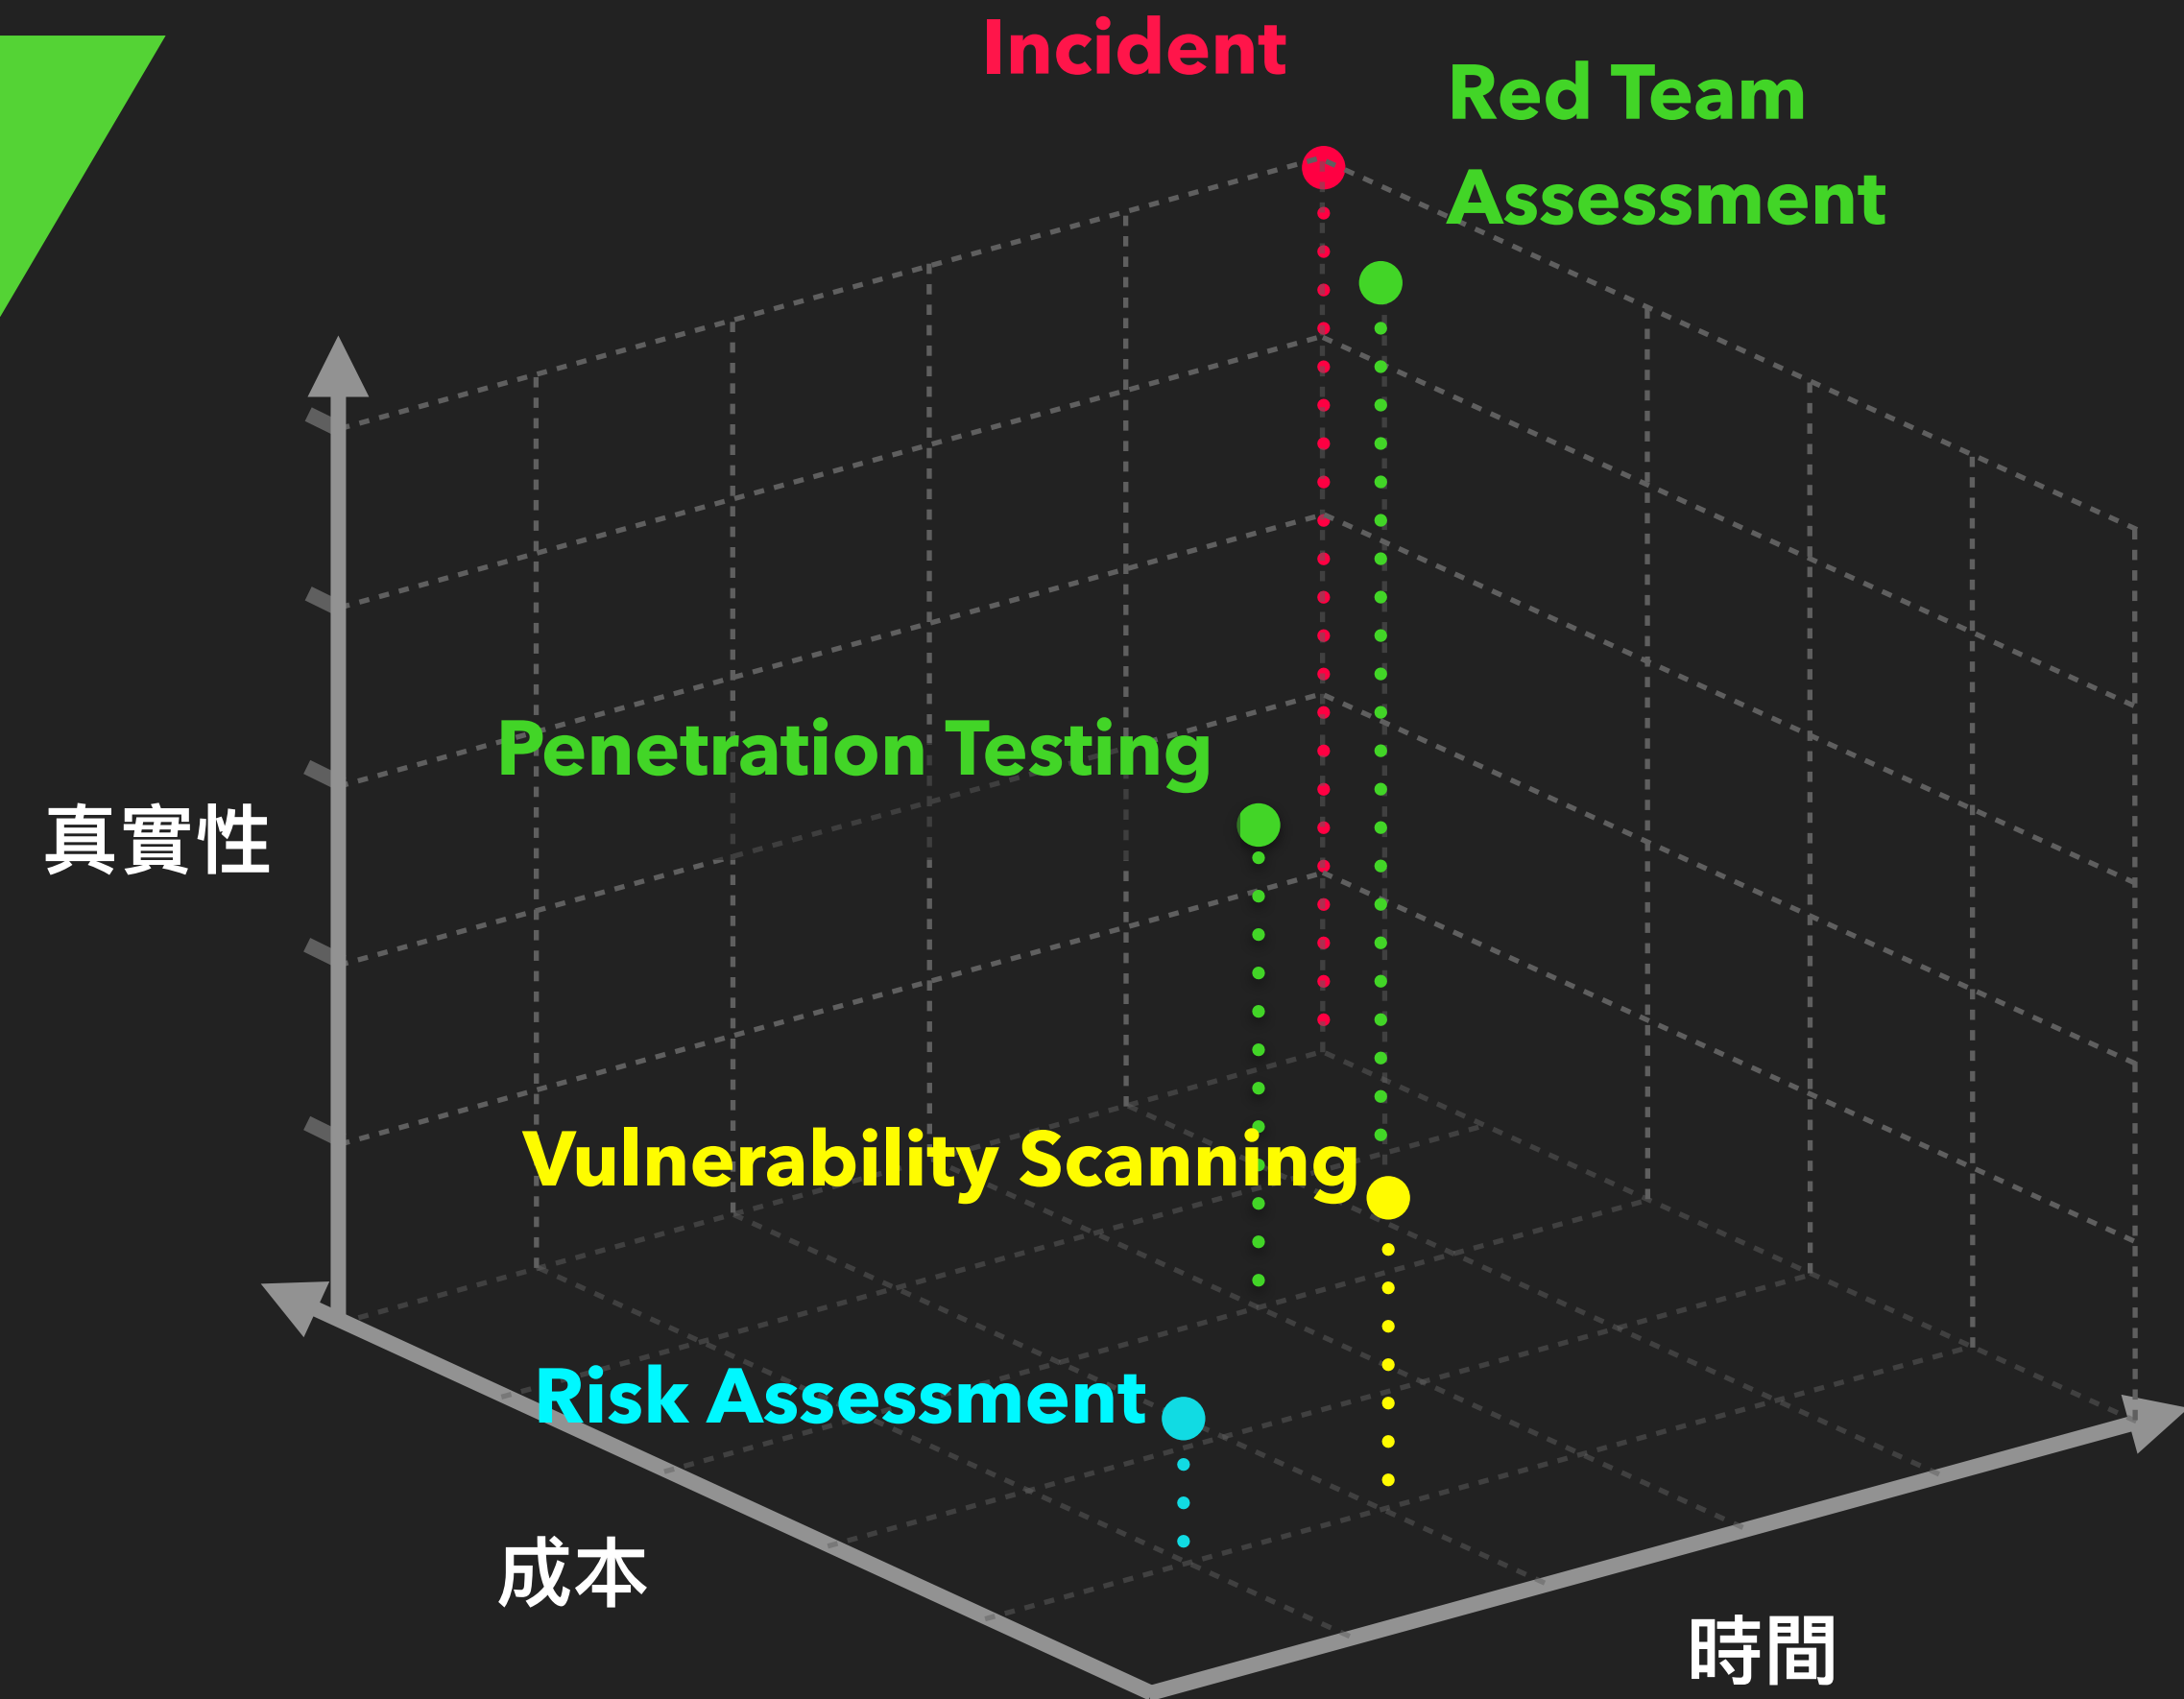 Incident
Red Team
Assessment
Penetration Testing
真實性
Vulnerability Scanning
Risk Assessment
成本
時間